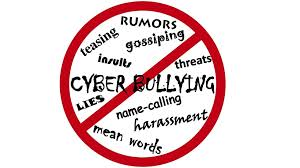 RUMORS
teasing
gossiping
insults
threats
CYBER BULLYING
LIES
name-calling
harassment
mean words